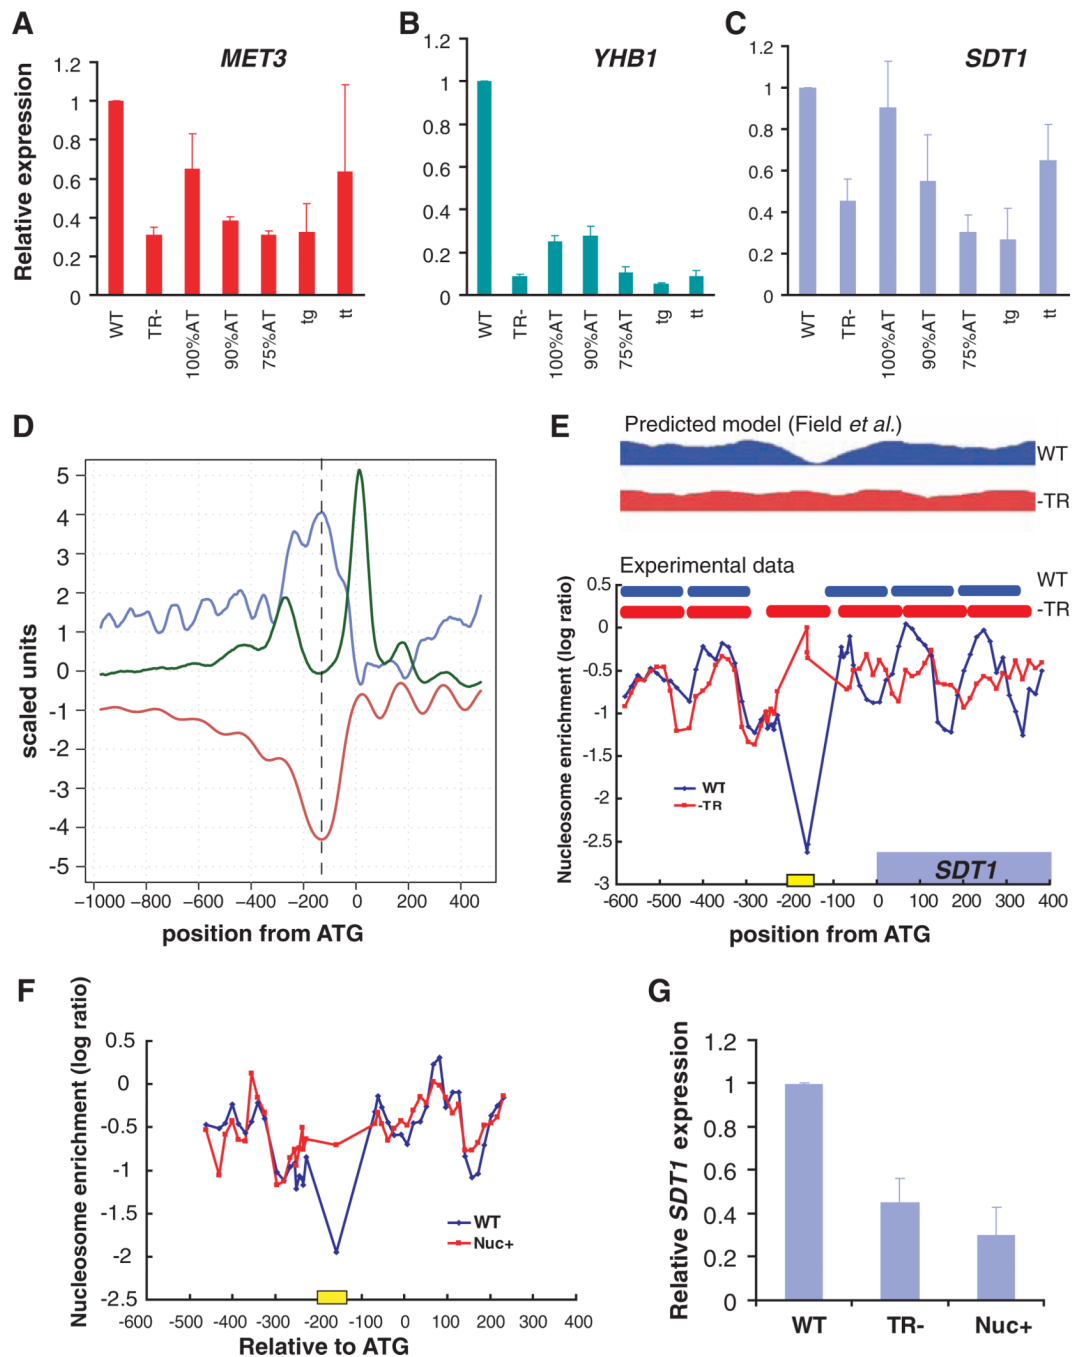 A
MET3
Relative expression
1.2
1
0.8
0.6
0.4
0.2
0
WT
TR-
100%AT
90%AT
75%AT
tg
tt
B
YHB1
1.2
1
0.8
0.6
0.4
0.2
0
WT
TR-
100%AT
90%AT
75%AT
tg
tt
C
SDT1
1.2
1
0.8
0.6
0.4
0.2
0
WT
TR-
100%AT
90%AT
75%AT
tg
tt
D
scaled units
5
4
3
2
1
0
-1
-2
-3
-4
-5
−1000 −800 −600 −400 −200 0 200 400
position from ATG
E
Predicted model (Field et al.)
WT
-TR
Experimental data
WT
-TR
Nucleosome enrichment (log ratio)
0.5
0
-0.5
-1
-1.5
-2
-2.5
-3
WT
-TR
SDT1
-600 -500 -400 -300 -200 -100 0 100 200 300 400
position from ATG
F
Nucleosome enrichment (log ratio)
0.5
0
-0.5
-1
-1.5
-2
-2.5
WT
Nuc+
-600 -500 -400 -300 -200 -100 0 100 200 300 400
Relative to ATG
G
Relative SDT1 expression
1.2
1
0.8
0.6
0.4
0.2
0
WT
TR-
Nuc+